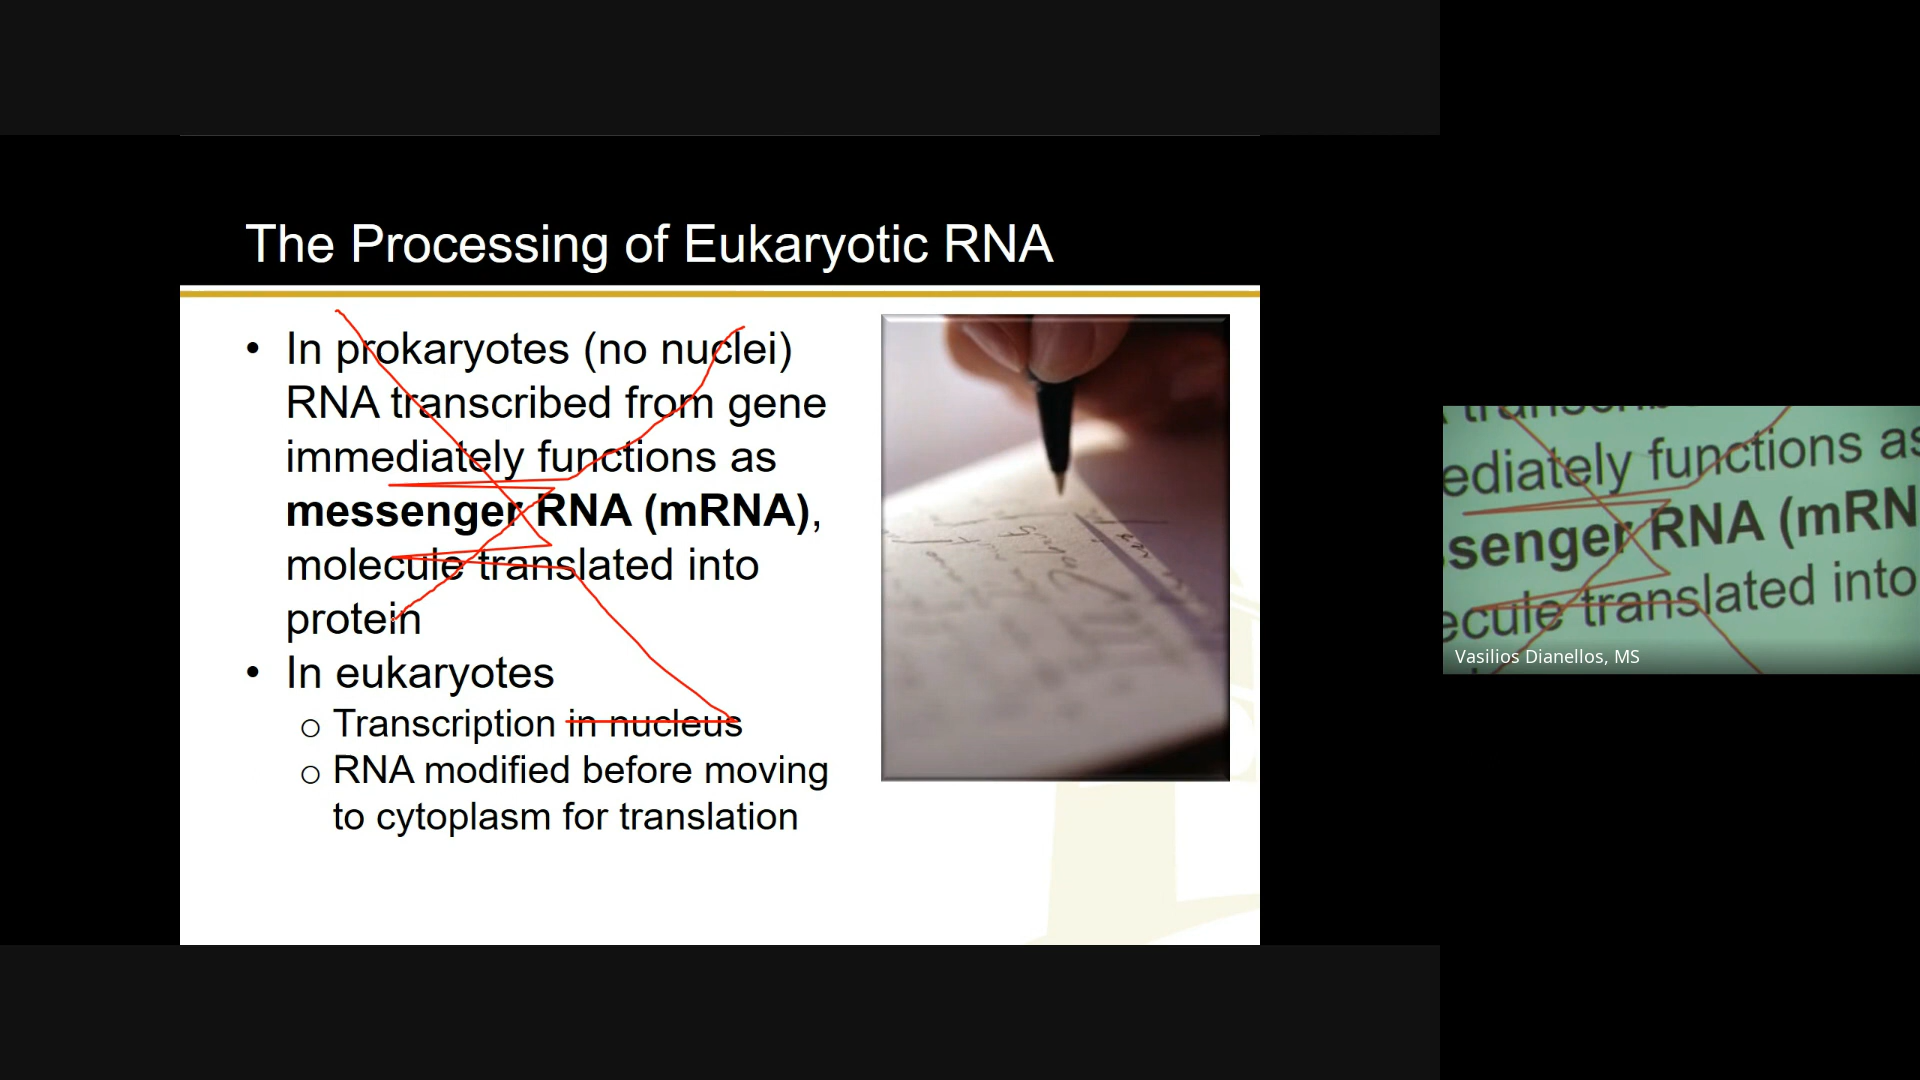 The Processing of Eukaryotic RNA
• In prokaryotes (no nuclei)
RNA transcribed from gene
immediately functions as
messenger RNA (mRNA),
molecule translated into
protein
• In eukaryotes
o Transcription in nucleus
o RNA modified before moving
to cytoplasm for translation
ediately functions as
senger RNA (mRN
ecule translated into
Vasilios Dianellos, MS